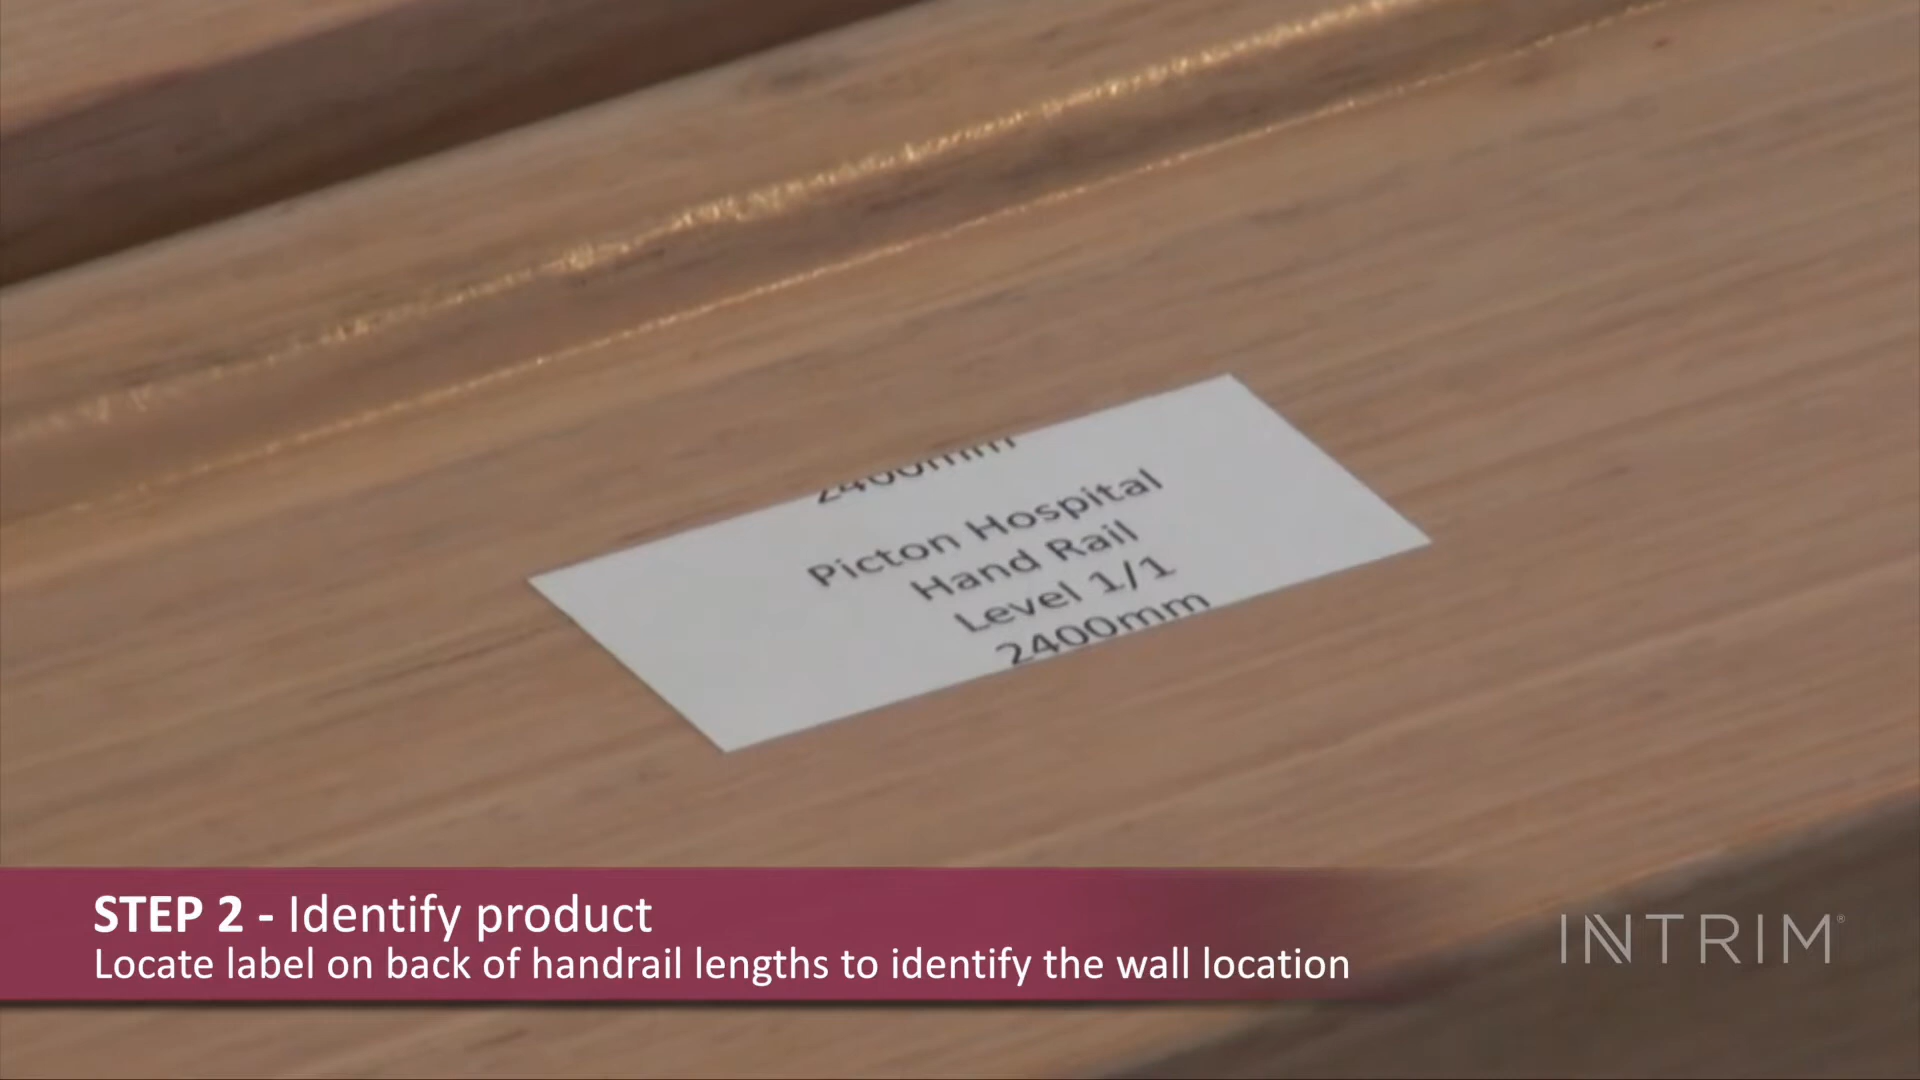 2400mm
Picton Hospital
Hand Rail
Level 1/1
2400mm
STEP 2 - Identify product
Locate label on back of handrail lengths to identify the wall location
INTRIM®